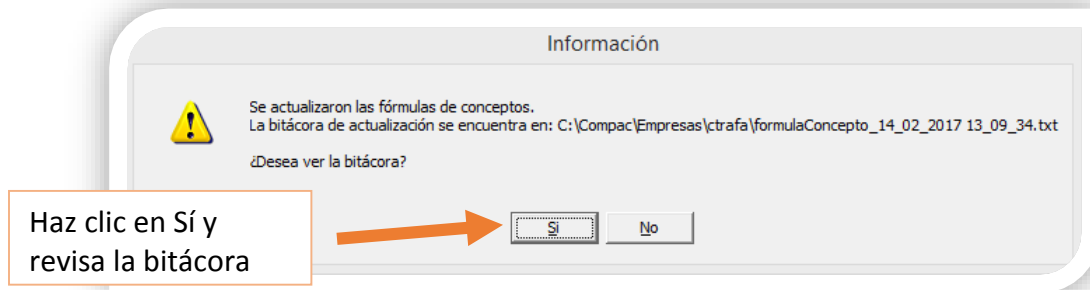 Información
Se actualizaron las fórmulas de conceptos.
La bitácora de actualización se encuentra en: C:\Compac\Empresas\ctrafa\formulaConcepto_14_02_2017 13_09_34.txt
¿Desea ver la bitácora?
Haz clic en Sí y
revisa la bitácora
Si
No